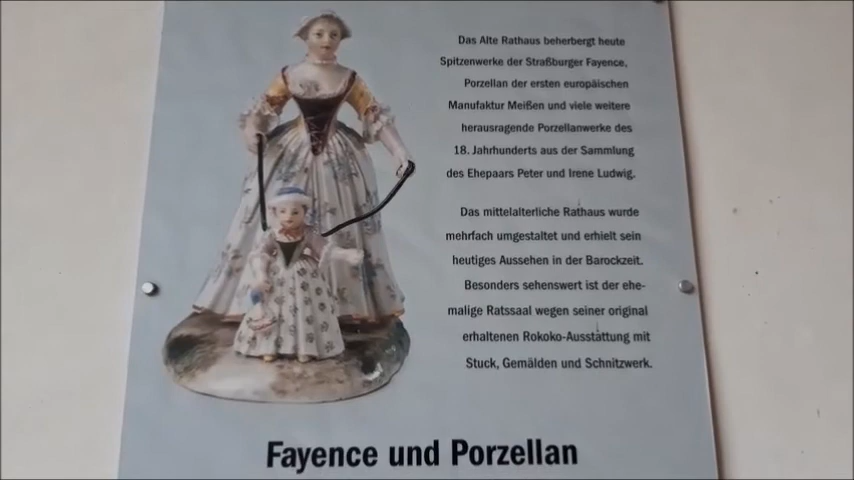 Das Alte Rathaus beherbergt heute
Spitzenwerke der Straßburger Fayence,
Porzellan der ersten europäischen
Manufaktur Meißen und viele weitere
herausragende Porzellanwerke des
18. Jahrhunderts aus der Sammlung
des Ehepaars Peter und Irene Ludwig.
Das mittelalterliche Rathaus wurde
mehrfach umgestaltet und erhielt sein
heutiges Aussehen in der Barockzeit.
Besonders sehenswert ist der ehe-
malige Ratssaal wegen seiner original
erhaltenen Rokoko-Ausstattung mit
Stuck, Gemälden und Schnitzwerk.
Fayence und Porzellan